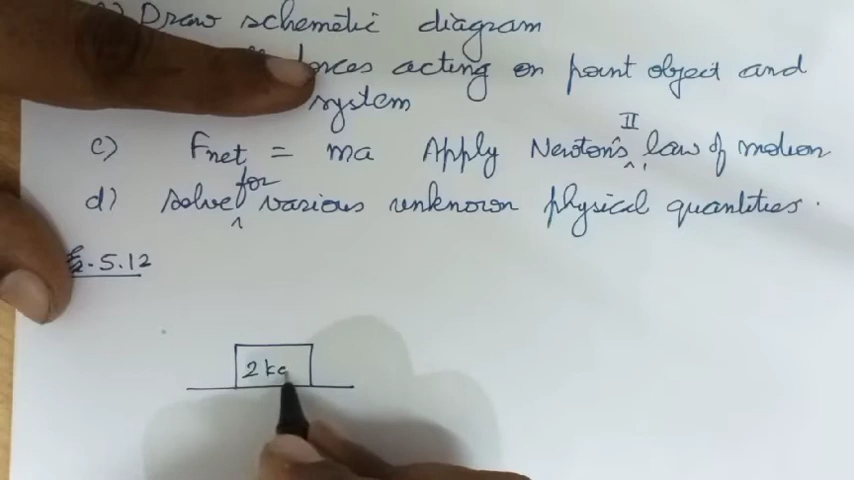 Draw schematic diagram
forces acting on point object and
system
c) Fnet = ma Apply Newton's II law of motion
d) solve for various unknown physical quantities.
5.12
2 kg